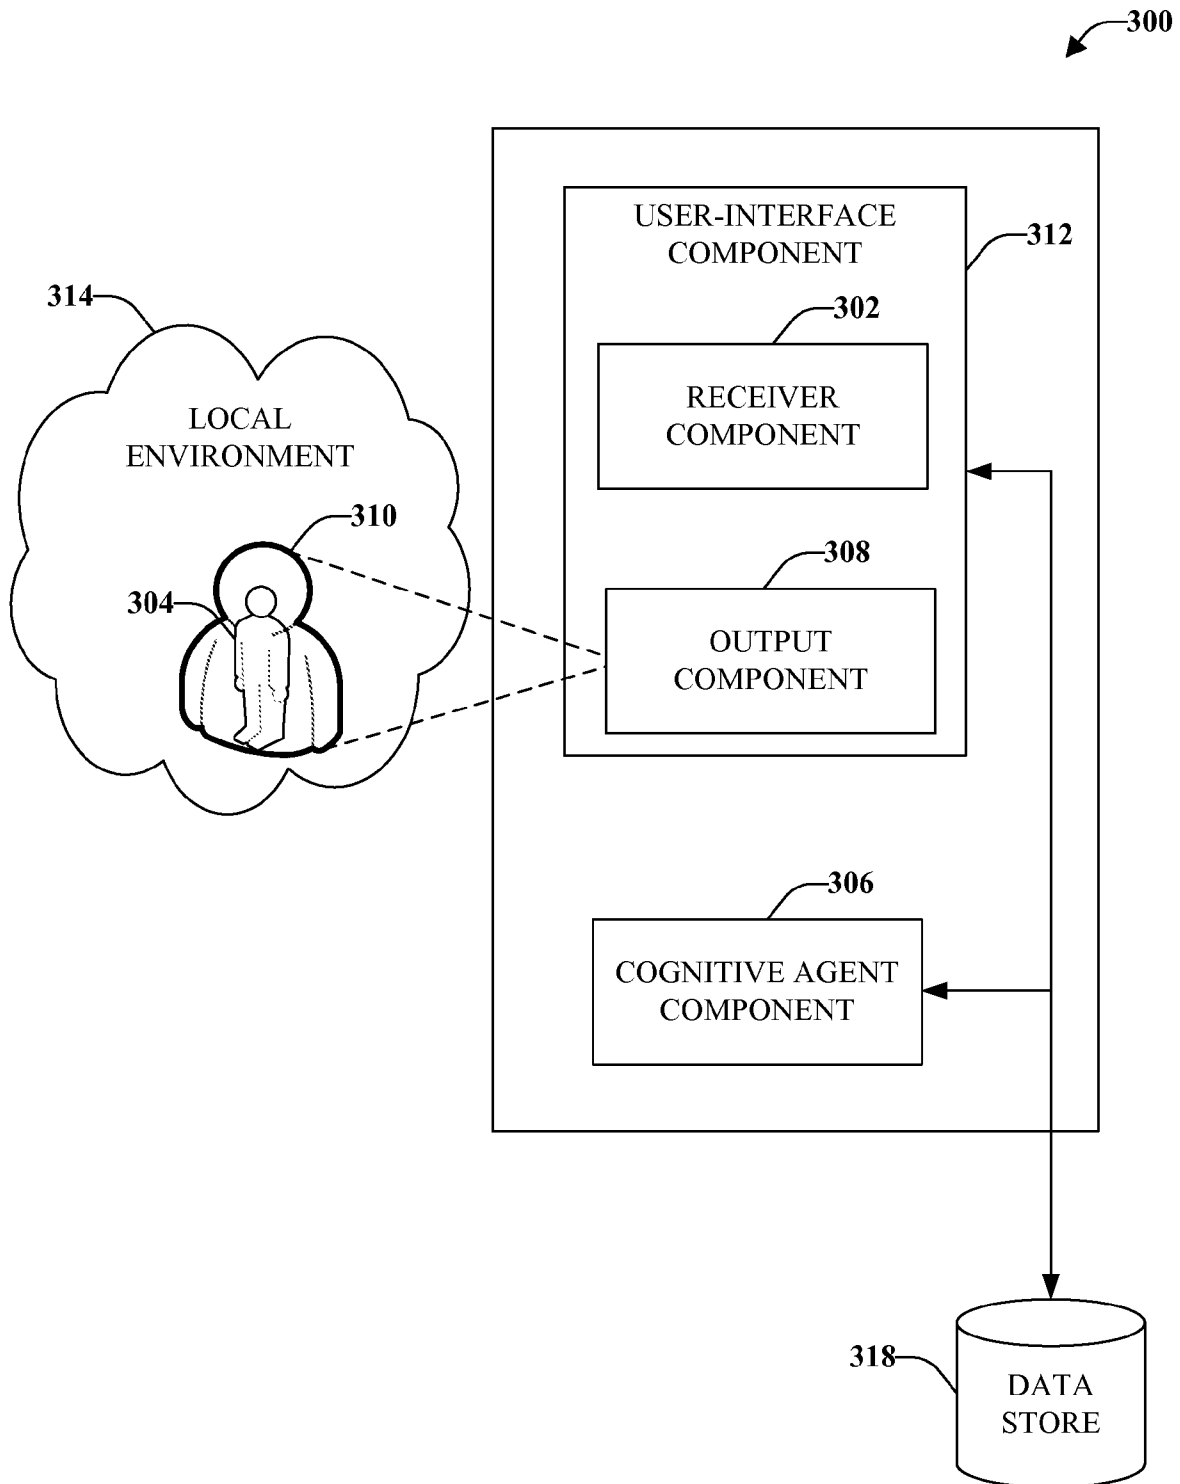 300
USER-INTERFACE
COMPONENT
312
314
302
RECEIVER
COMPONENT
LOCAL
ENVIRONMENT
310
304
308
OUTPUT
COMPONENT
306
COGNITIVE AGENT
COMPONENT
318
DATA
STORE